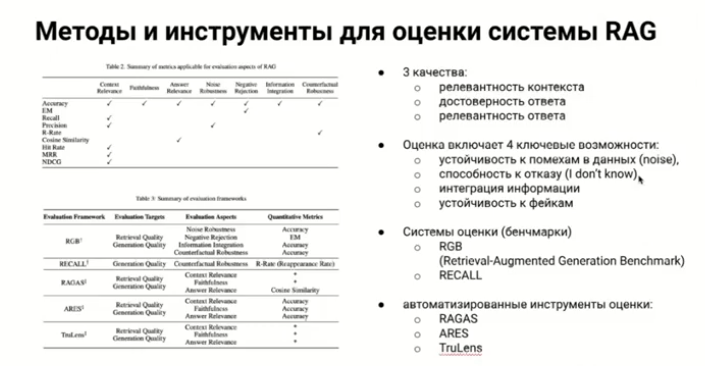 Методы и инструменты для оценки системы RAG
Table 2. Summary of metrics applicable for evaluation aspects of RAG
Context Relevance Faithfulness Answer Relevance Noise Robustness Negative Rejection Information Integration Counterfactual Robustness
Accuracy ✓ ✓ ✓ ✓ ✓ ✓ ✓
EM ✓
Recall ✓
Precision ✓ ✓
R-Rate ✓
Cosine Similarity ✓
Hit Rate ✓
MRR ✓
NDCG ✓
Table 3 Summary of evaluation frameworks
Evaluation Framework Evaluation Targets Evaluation Aspects Quantitative Metrics
RGB† Retrieval Quality Generation Quality Noise Robustness Negative Rejection Information Integration Counterfactual Robustness Accuracy EM Accuracy Accuracy
RECALL† Generation Quality Counterfactual Robustness R-Rate (Reappearance Rate)
RAGAS‡ Retrieval Quality Generation Quality Context Relevance Faithfulness Answer Relevance * * Cosine Similarity
ARES‡ Retrieval Quality Generation Quality Context Relevance Faithfulness Answer Relevance Accuracy Accuracy Accuracy
TruLens‡ Retrieval Quality Generation Quality Context Relevance Faithfulness Answer Relevance * * *
● 3 качества:
○ релевантность контекста
○ достоверность ответа
○ релевантность ответа
● Оценка включает 4 ключевые возможности:
○ устойчивость к помехам в данных (noise),
○ способность к отказу (I don't know),
○ интеграция информации
○ устойчивость к фейкам
● Системы оценки (бенчмарки)
○ RGB
(Retrieval-Augmented Generation Benchmark)
○ RECALL
● автоматизированные инструменты оценки:
○ RAGAS
○ ARES
○ TruLens